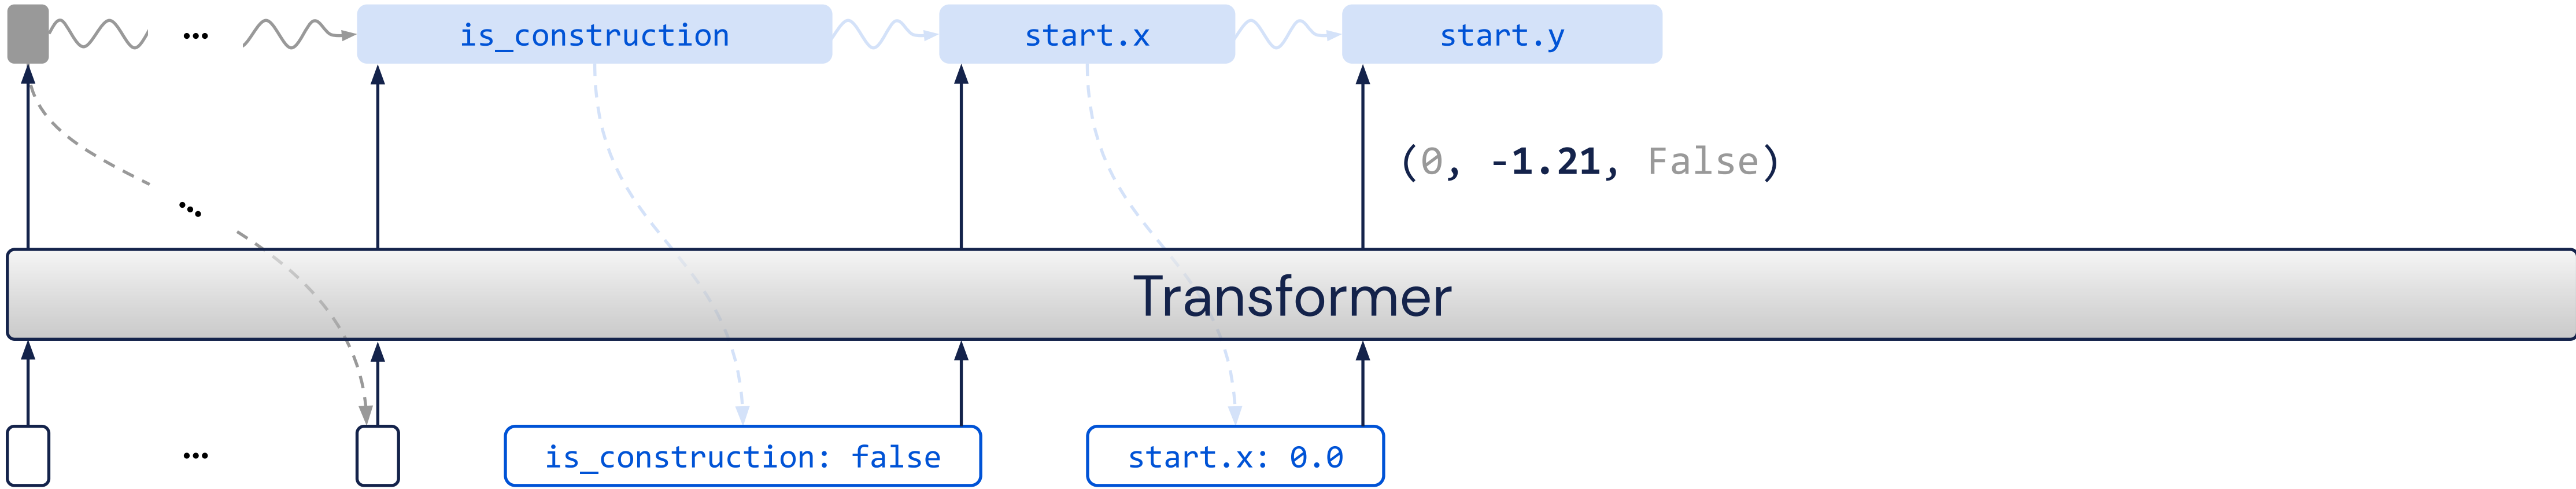 ... is_construction start.x start.y
(0, -1.21, False)
...
Transformer
... is_construction: false start.x: 0.0